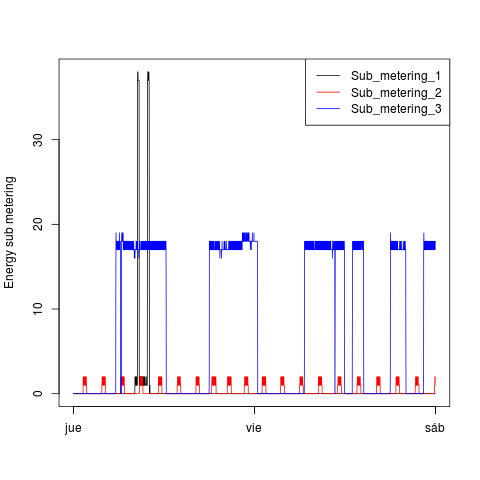 Sub_metering_1
Sub_metering_2
Sub_metering_3
Energy sub metering
30
20
10
0
jue
vie
sáb